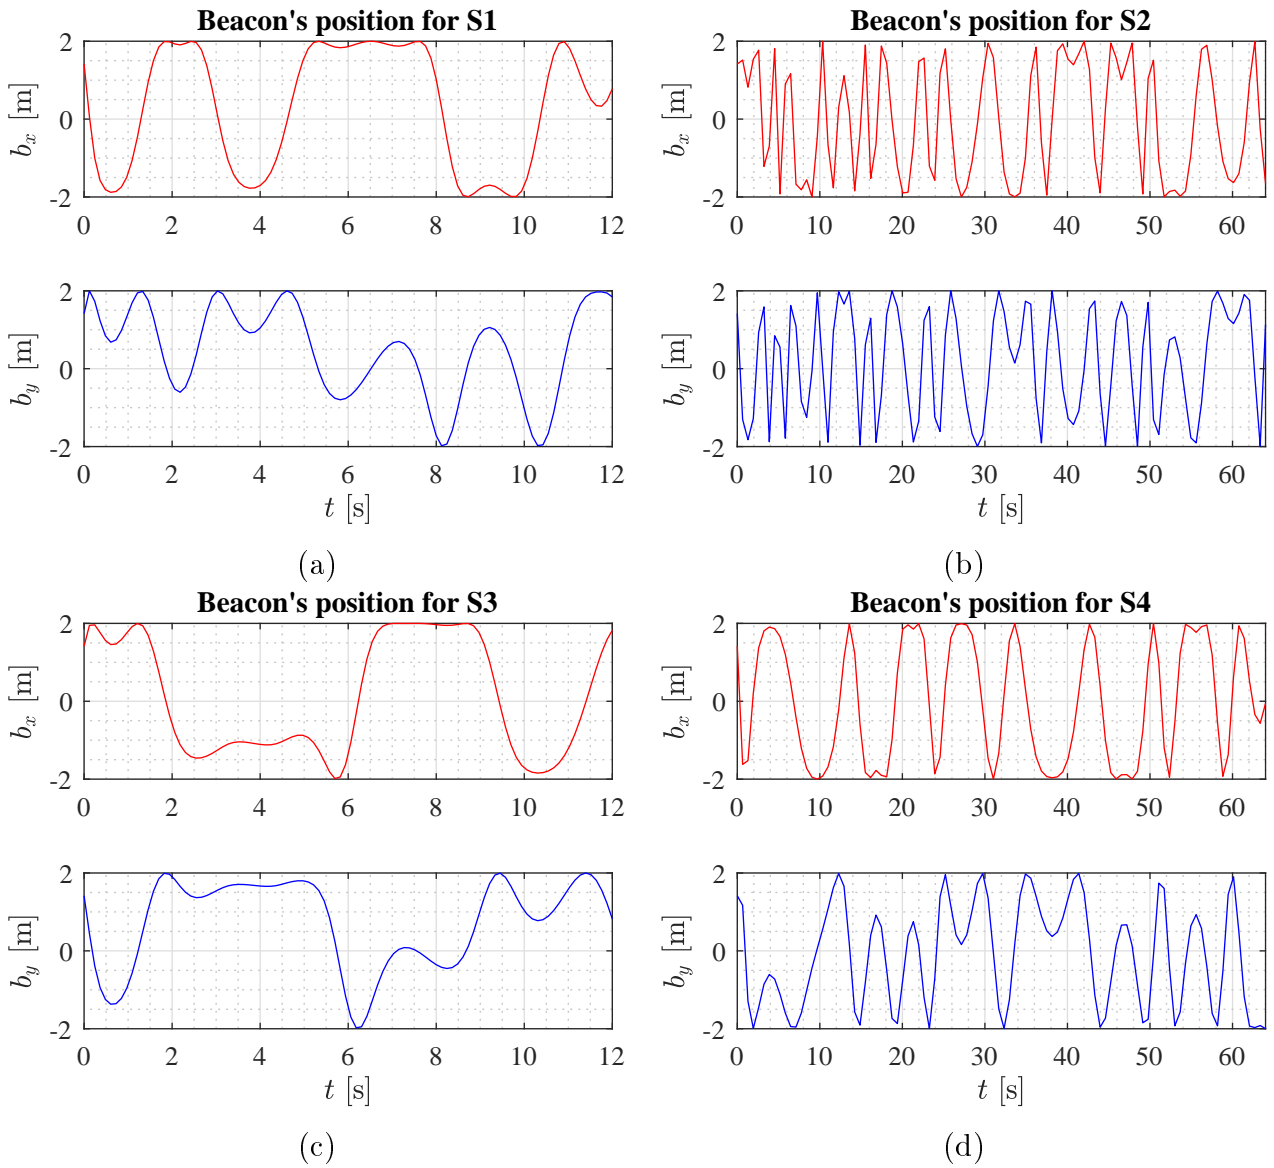 Beacon's position for S1
2
0
-2
b_x [m]
0 2 4 6 8 10 12
2
0
-2
b_y [m]
0 2 4 6 8 10 12
t [s]
(a)
Beacon's position for S2
2
0
-2
b_x [m]
0 10 20 30 40 50 60
2
0
-2
b_y [m]
0 10 20 30 40 50 60
t [s]
(b)
Beacon's position for S3
2
0
-2
b_x [m]
0 2 4 6 8 10 12
2
0
-2
b_y [m]
0 2 4 6 8 10 12
t [s]
(c)
Beacon's position for S4
2
0
-2
b_x [m]
0 10 20 30 40 50 60
2
0
-2
b_y [m]
0 10 20 30 40 50 60
t [s]
(d)